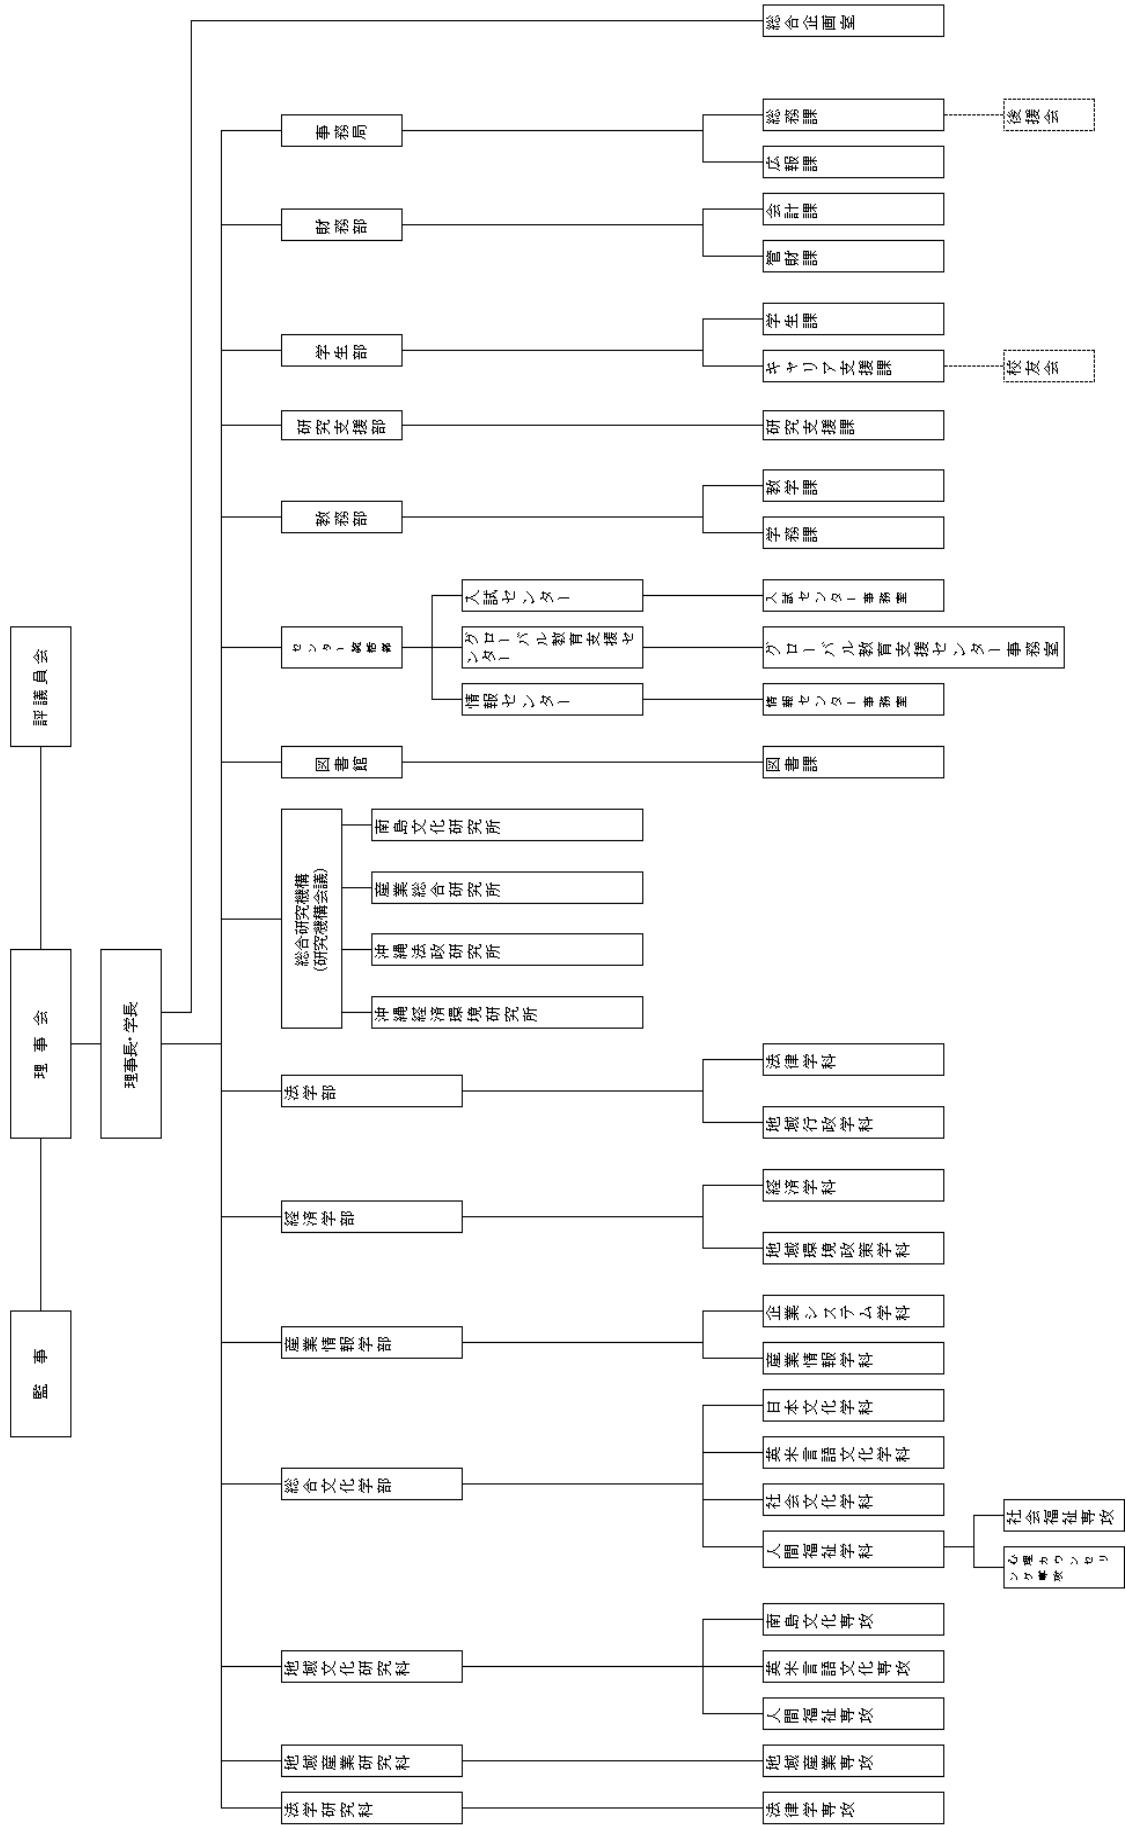 評議員会
理事会
監事
理事長・学長
総合企画室
事務局
総務課
後援会
広報課
財務部
会計課
管財課
学生部
学生課
キャリア支援課
校友会
研究支援部
研究支援課
教務部
教学課
学務課
センター統括部
入試センター
入試センター事務室
グローバル教育支援セ
ンター
グローバル教育支援センター事務室
情報センター
情報センター事務室
図書館
図書課
総合研究機構
(研究機構会議)
南島文化研究所
産業総合研究所
沖縄法政研究所
沖縄経済環境研究所
法学部
法律学科
地域行政学科
経済学部
経済学科
地域環境政策学科
産業情報学部
企業システム学科
産業情報学科
総合文化学部
日本文化学科
英米言語文化学科
社会文化学科
人間福祉学科
社会福祉専攻
心理カウンセリ
ング専攻
地域文化研究科
南島文化専攻
英米言語文化専攻
人間福祉専攻
地域産業研究科
地域産業専攻
法学研究科
法律学専攻